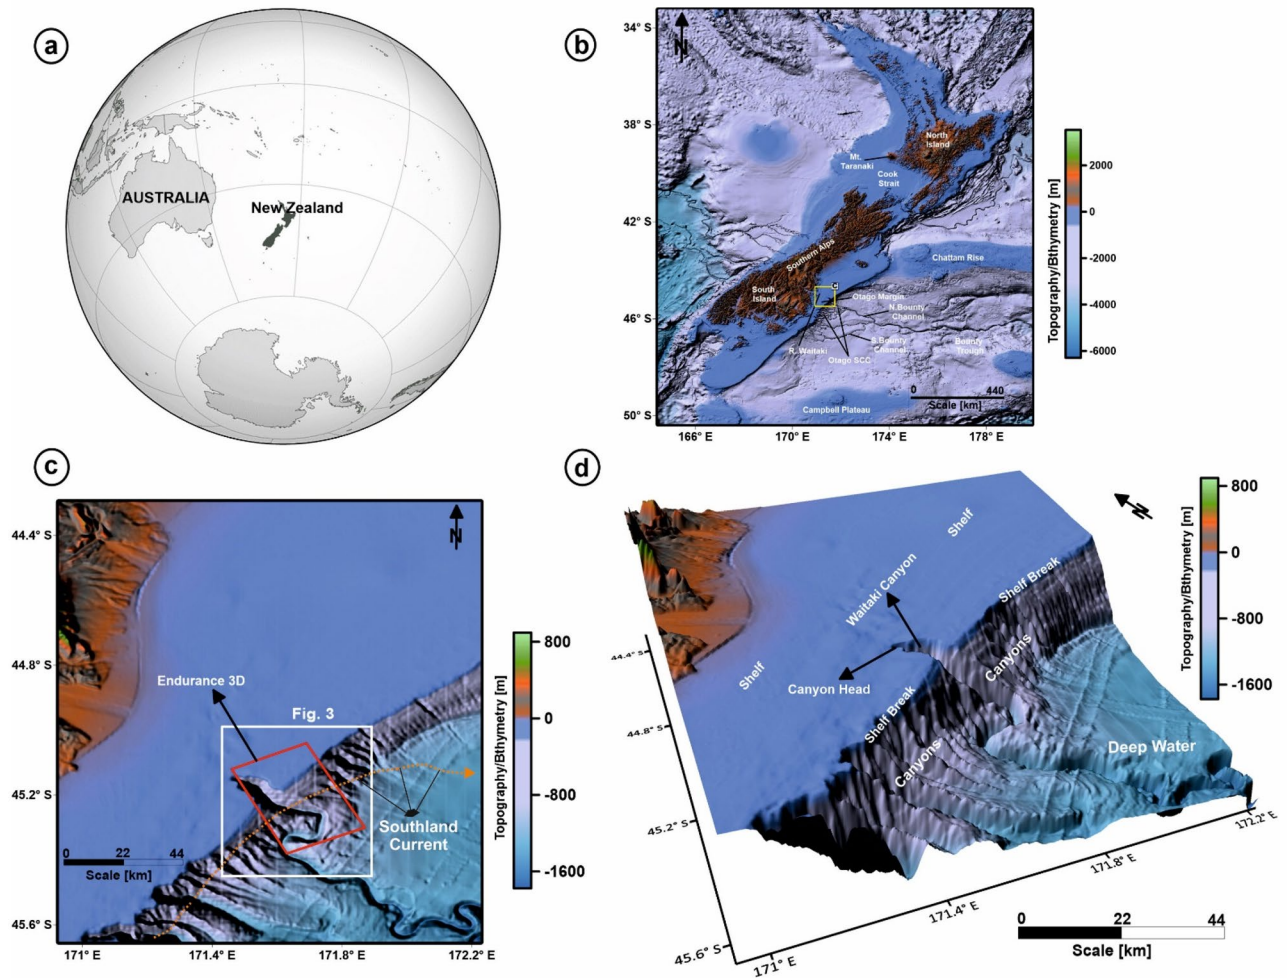 a
AUSTRALIA
New Zealand
b
34° S
38° S
42° S
46° S
50° S
N
North
Island
Mt.
Taranaki
Cook
Strait
Southern Alps
Chattam Rise
South
Island
C
Otago Margin
N.Bounty
Channel
S.Bounty
Channel
Bounty
Trough
R. Waitaki
Otago SCC
Campbell Plateau
0 440
Scale [km]
166° E 170° E 174° E 178° E
Topography/Bthymetry [m]
2000
0
-2000
-4000
-6000
c
44.4° S
44.8° S
45.2° S
45.6° S
N
Endurance 3D
Fig. 3
Southland
Current
0 22 44
Scale [km]
171° E 171.4° E 171.8° E 172.2° E
Topography/Bthymetry [m]
800
0
-800
-1600
d
N
Shelf
Waitaki Canyon
Shelf Break
Canyons
Shelf
Canyon Head
Shelf Break
Canyons
Deep Water
44.4° S
44.8° S
45.2° S
45.6° S
171° E
171.4° E
171.8° E
172.2° E
0 22 44
Scale [km]
Topography/Bthymetry [m]
800
0
-800
-1600